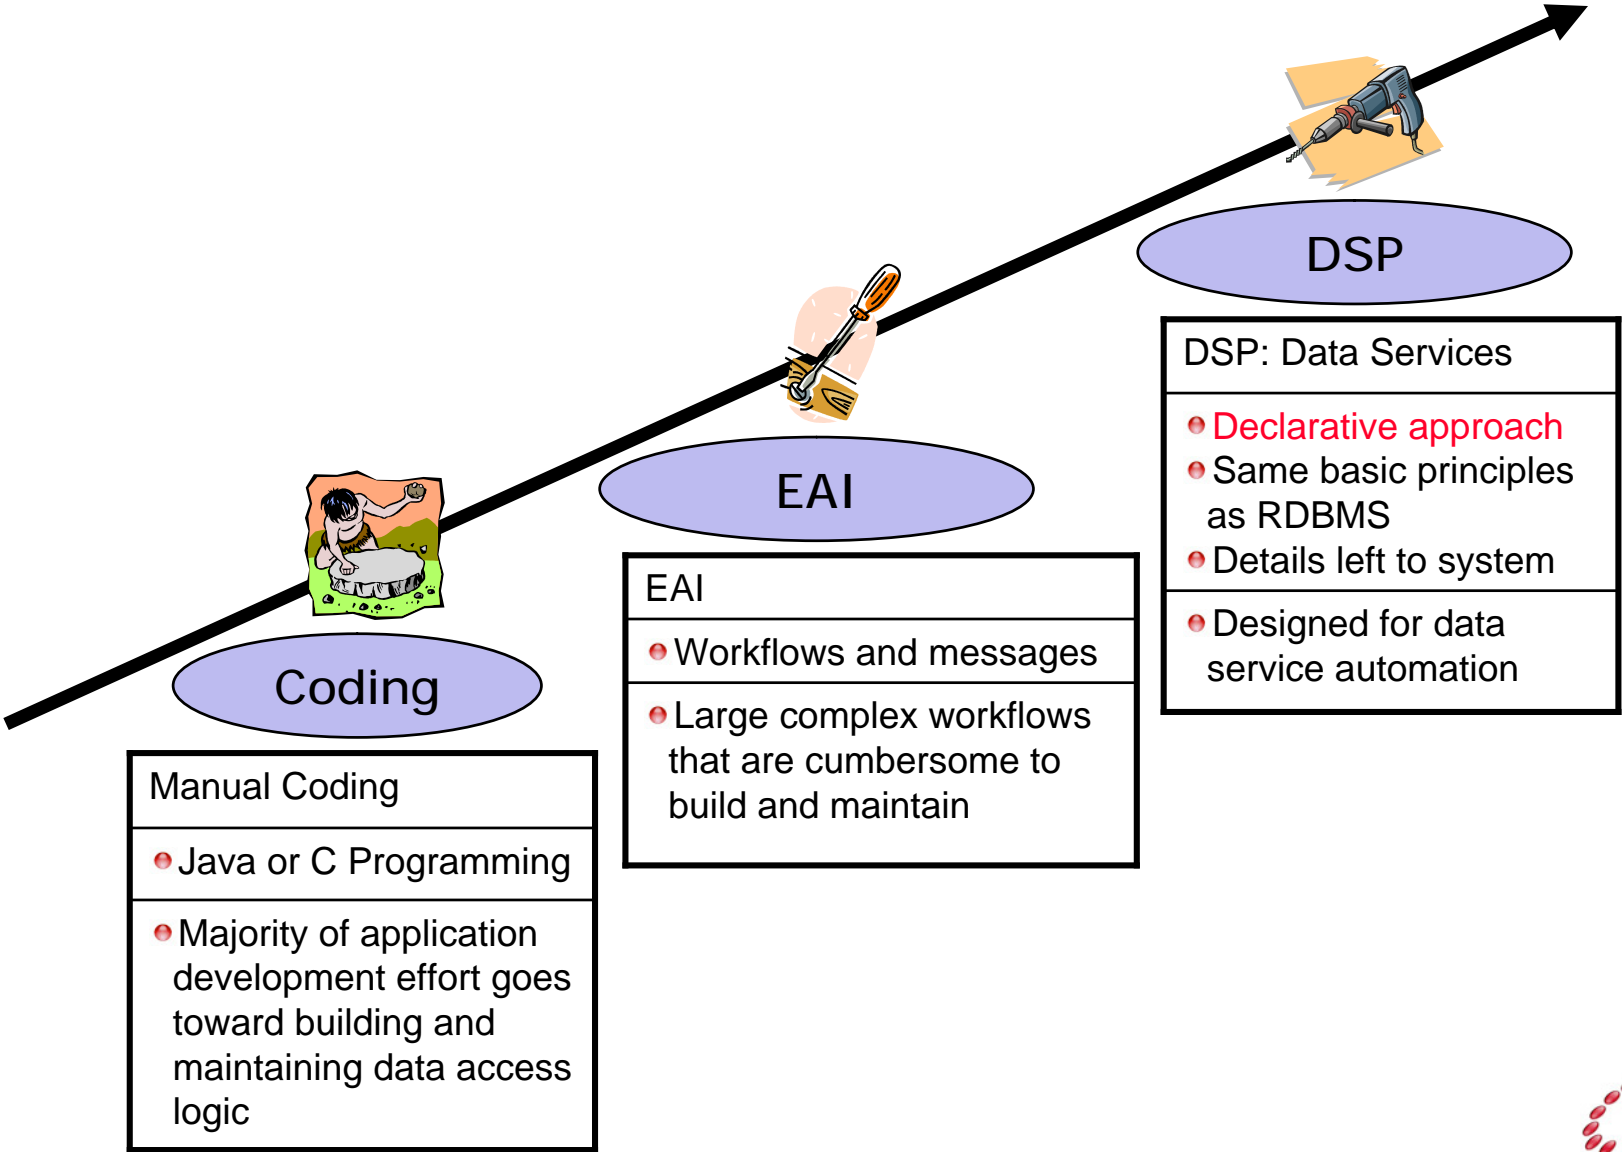 DSP
DSP: Data Services
Declarative approach
Same basic principles
as RDBMS
Details left to system
Designed for data
service automation
EAI
EAI
Workflows and messages
Large complex workflows
that are cumbersome to
build and maintain
Coding
Manual Coding
Java or C Programming
Majority of application
development effort goes
toward building and
maintaining data access
logic